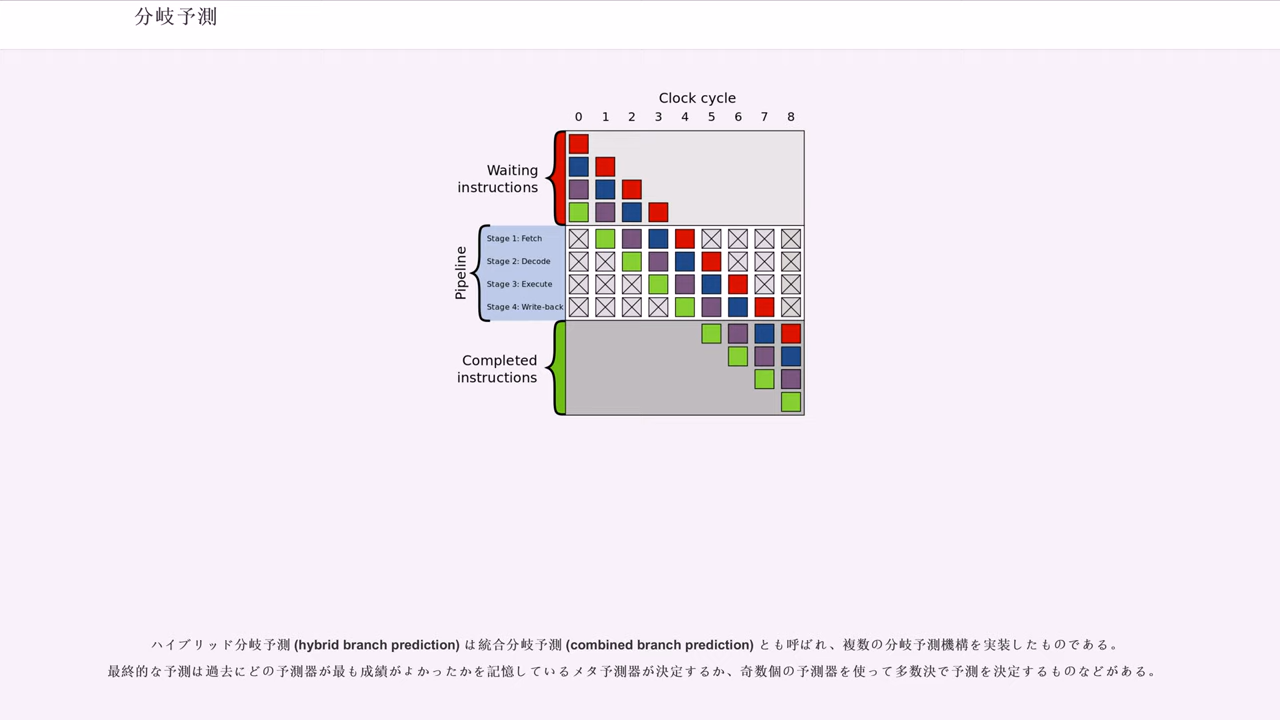 分岐予測
Clock cycle
0 1 2 3 4 5 6 7 8
Waiting
instructions
Pipeline
Stage 1: Fetch
Stage 2: Decode
Stage 3: Execute
Stage 4: Write-back
Completed
instructions
ハイブリッド分岐予測 (hybrid branch prediction) は統合分岐予測 (combined branch prediction) とも呼ばれ、複数の分岐予測機構を実装したものである。
最終的な予測は過去にどの予測器が最も成績がよかったかを記憶しているメタ予測器が決定するか、奇数個の予測器を使って多数決で予測を決定するものなどがある。